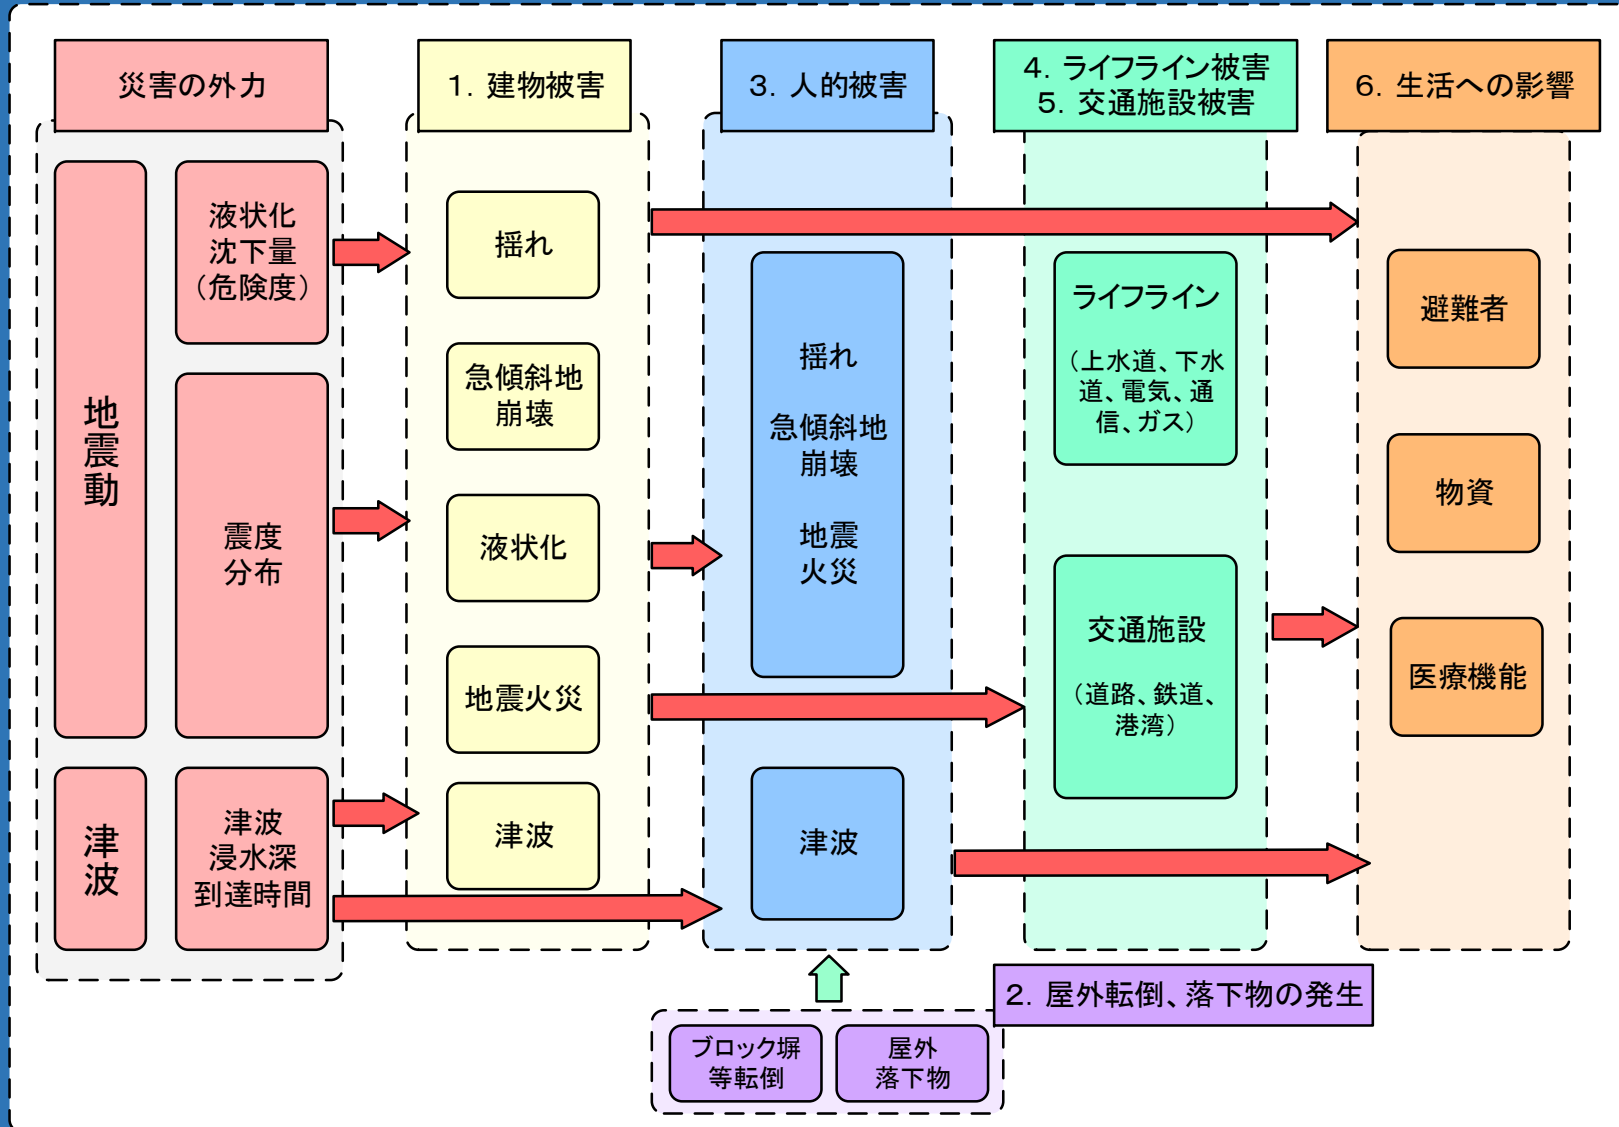 災害の外力
地震動
液状化
沈下量
（危険度）
震度
分布
津波
津波
浸水深
到達時間
1．建物被害
揺れ
急傾斜地
崩壊
液状化
地震火災
津波
3．人的被害
揺れ
急傾斜地
崩壊
地震
火災
津波
4．ライフライン被害
5．交通施設被害
ライフライン
（上水道、下水
道、電気、通
信、ガス）
交通施設
（道路、鉄道、
港湾）
6．生活への影響
避難者
物資
医療機能
2．屋外転倒、落下物の発生
ブロック塀
等転倒
屋外
落下物